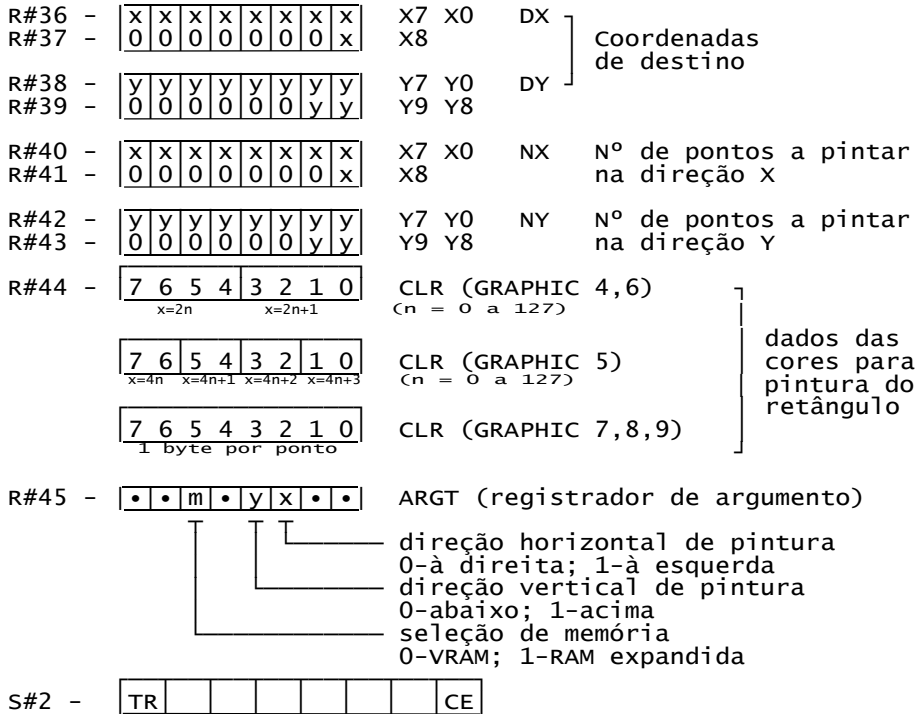 R#36 - |x|x|x|x|x|x|x|x| X7 X0 DX
R#37 - |0|0|0|0|0|0|0|x| X8 Coordenadas
de destino
R#38 - |y|y|y|y|y|y|y|y| Y7 Y0 DY
R#39 - |0|0|0|0|0|0|y|y| Y9 Y8
R#40 - |x|x|x|x|x|x|x|x| X7 X0 NX Nº de pontos a pintar
R#41 - |0|0|0|0|0|0|0|x| X8 na direção X
R#42 - |y|y|y|y|y|y|y|y| Y7 Y0 NY Nº de pontos a pintar
R#43 - |0|0|0|0|0|0|y|y| Y9 Y8 na direção Y
R#44 - |7 6 5 4|3 2 1 0| CLR (GRAPHIC 4,6)
x=2n x=2n+1 (n = 0 a 127)
dados das
|7 6|5 4|3 2|1 0| CLR (GRAPHIC 5) cores para
x=4n x=4n+1 x=4n+2 x=4n+3 (n = 0 a 127) pintura do
retângulo
|7 6 5 4 3 2 1 0| CLR (GRAPHIC 7,8,9)
1 byte por ponto
R#45 - |•|•|m|•|y|x|•|•| ARGT (registrador de argumento)
direção horizontal de pintura
0-à direita; 1-à esquerda
direção vertical de pintura
0-abaixo; 1-acima
seleção de memória
0-VRAM; 1-RAM expandida
S#2 - |TR| | | | | | |CE|